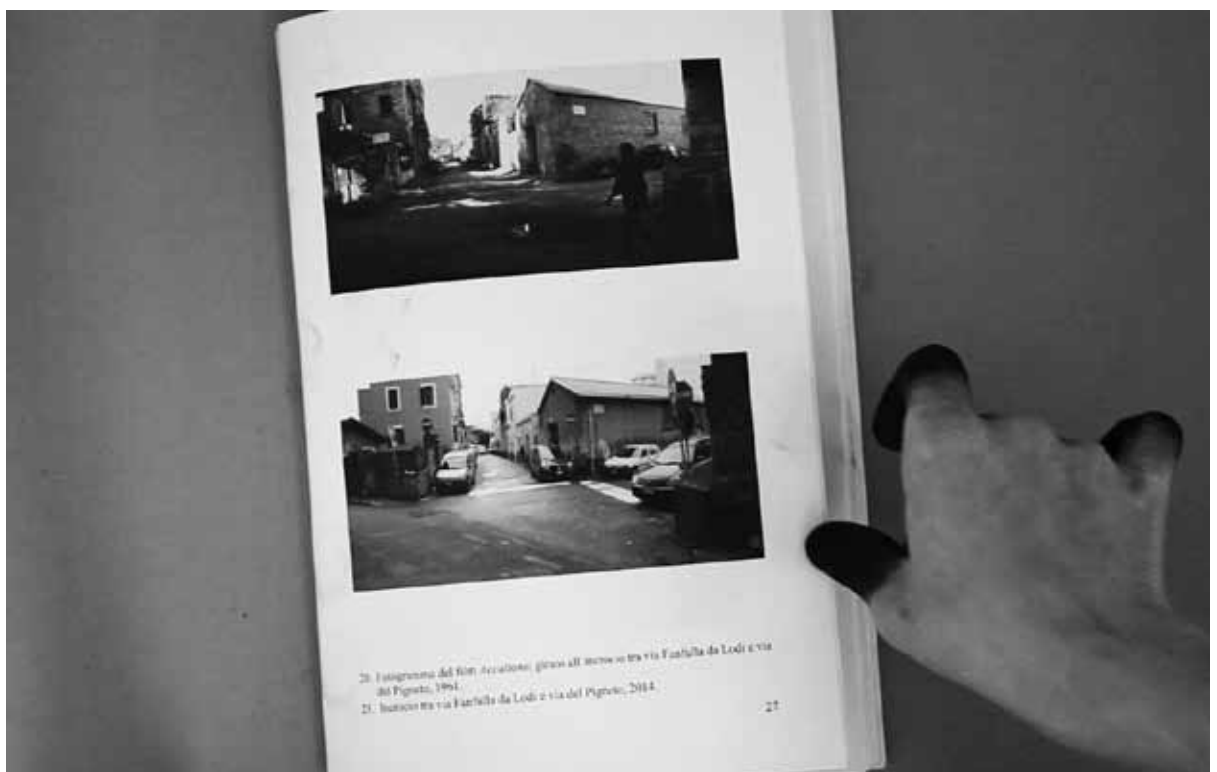 20. Fotogramma del film Accattone, girato all'incrocio tra via Fanfulla da Lodi e via
del Pigneto, 1961.
21. Incrocio tra via Fanfulla da Lodi e via del Pigneto, 2014.
27